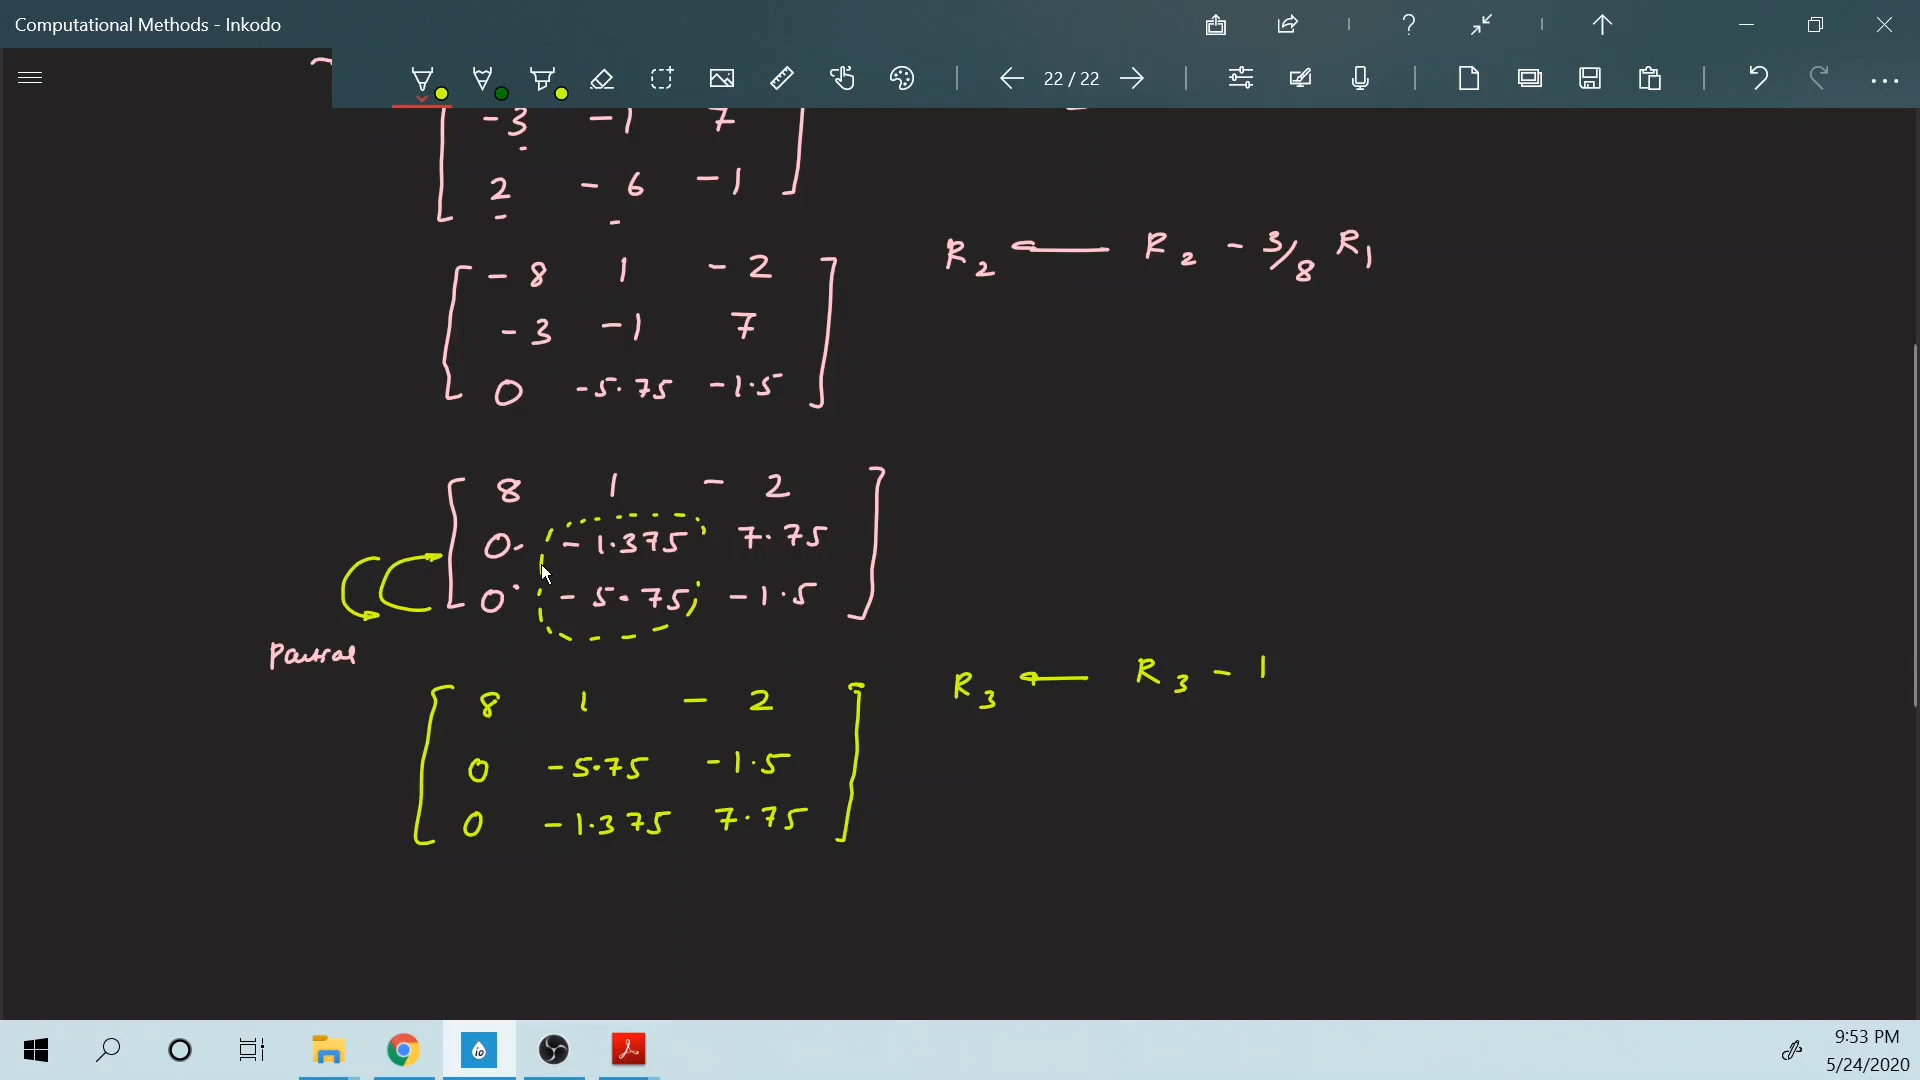 Computational Methods - Inkodo
22 / 22
-3 -1 7
2 -6 -1
-8 1 -2
-3 -1 7
0 -5.75 -1.5
R2 ← R2 - 3/8 R1
8 1 -2
0 -1.375 7.75
0 -5.75 -1.5
Partial
8 1 -2
0 -5.75 -1.5
0 -1.375 7.75
R3 ← R3 - 1
9:53 PM
5/24/2020